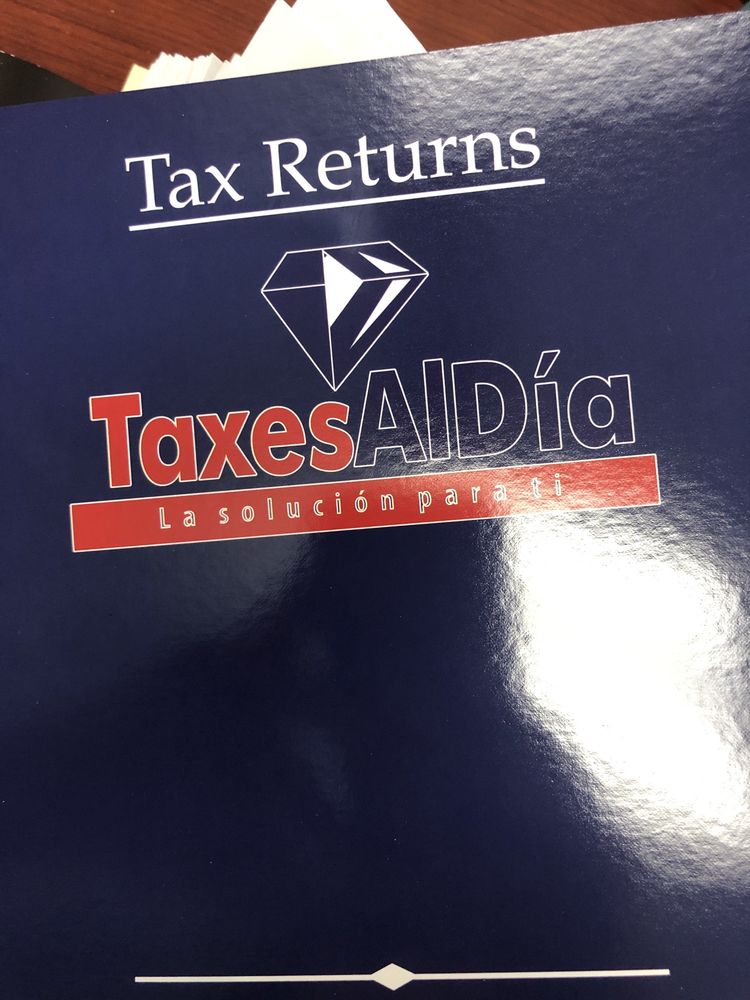 Tax Returns
TaxesAlDía
La solución para ti